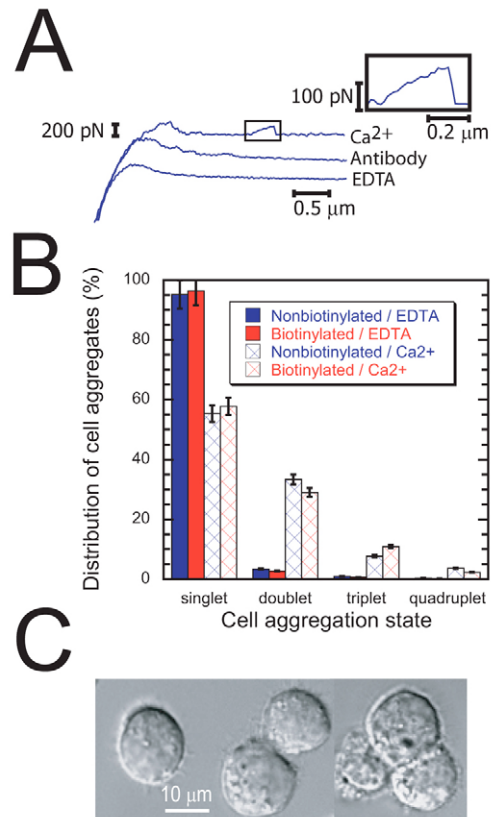 A
100 pN
0.2 μm
200 pN
Ca2+
Antibody
EDTA
0.5 μm
B
Distribution of cell aggregates (%)
100
80
60
40
20
0
Nonbiotinylated / EDTA
Biotinylated / EDTA
Nonbiotinylated / Ca2+
Biotinylated / Ca2+
singlet doublet triplet quadruplet
Cell aggregation state
C
10 μm